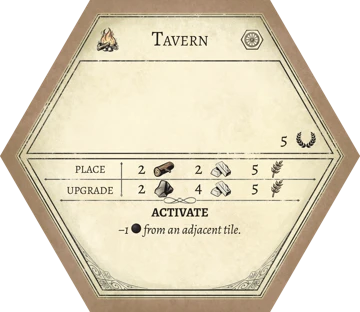 TAVERN
5
PLACE 2 2 5
UPGRADE 2 4 5
ACTIVATE
–1 from an adjacent tile.